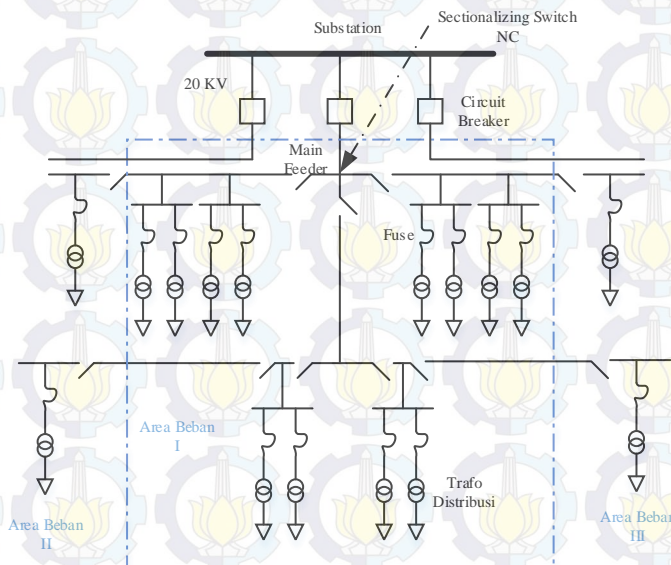 Substation
Sectionalizing Switch
NC
20 KV
Circuit
Breaker
Main
Feeder
Fuse
Area Beban
I
Trafo
Distribusi
Area Beban
II
Area Beban
III